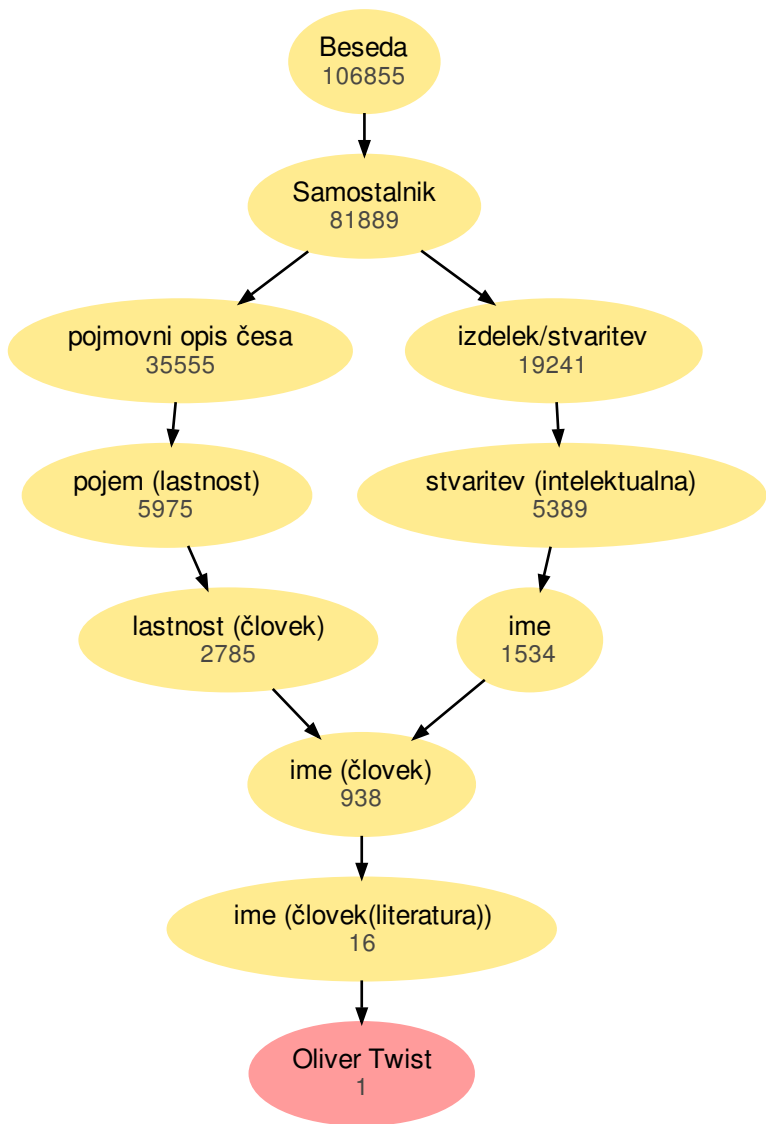 Beseda
106855
Samostalnik
81889
pojmovni opis česa
35555
izdelek/stvaritev
19241
pojem (lastnost)
5975
stvaritev (intelektualna)
5389
lastnost (človek)
2785
ime
1534
ime (človek)
938
ime (človek(literatura))
16
Oliver Twist
1